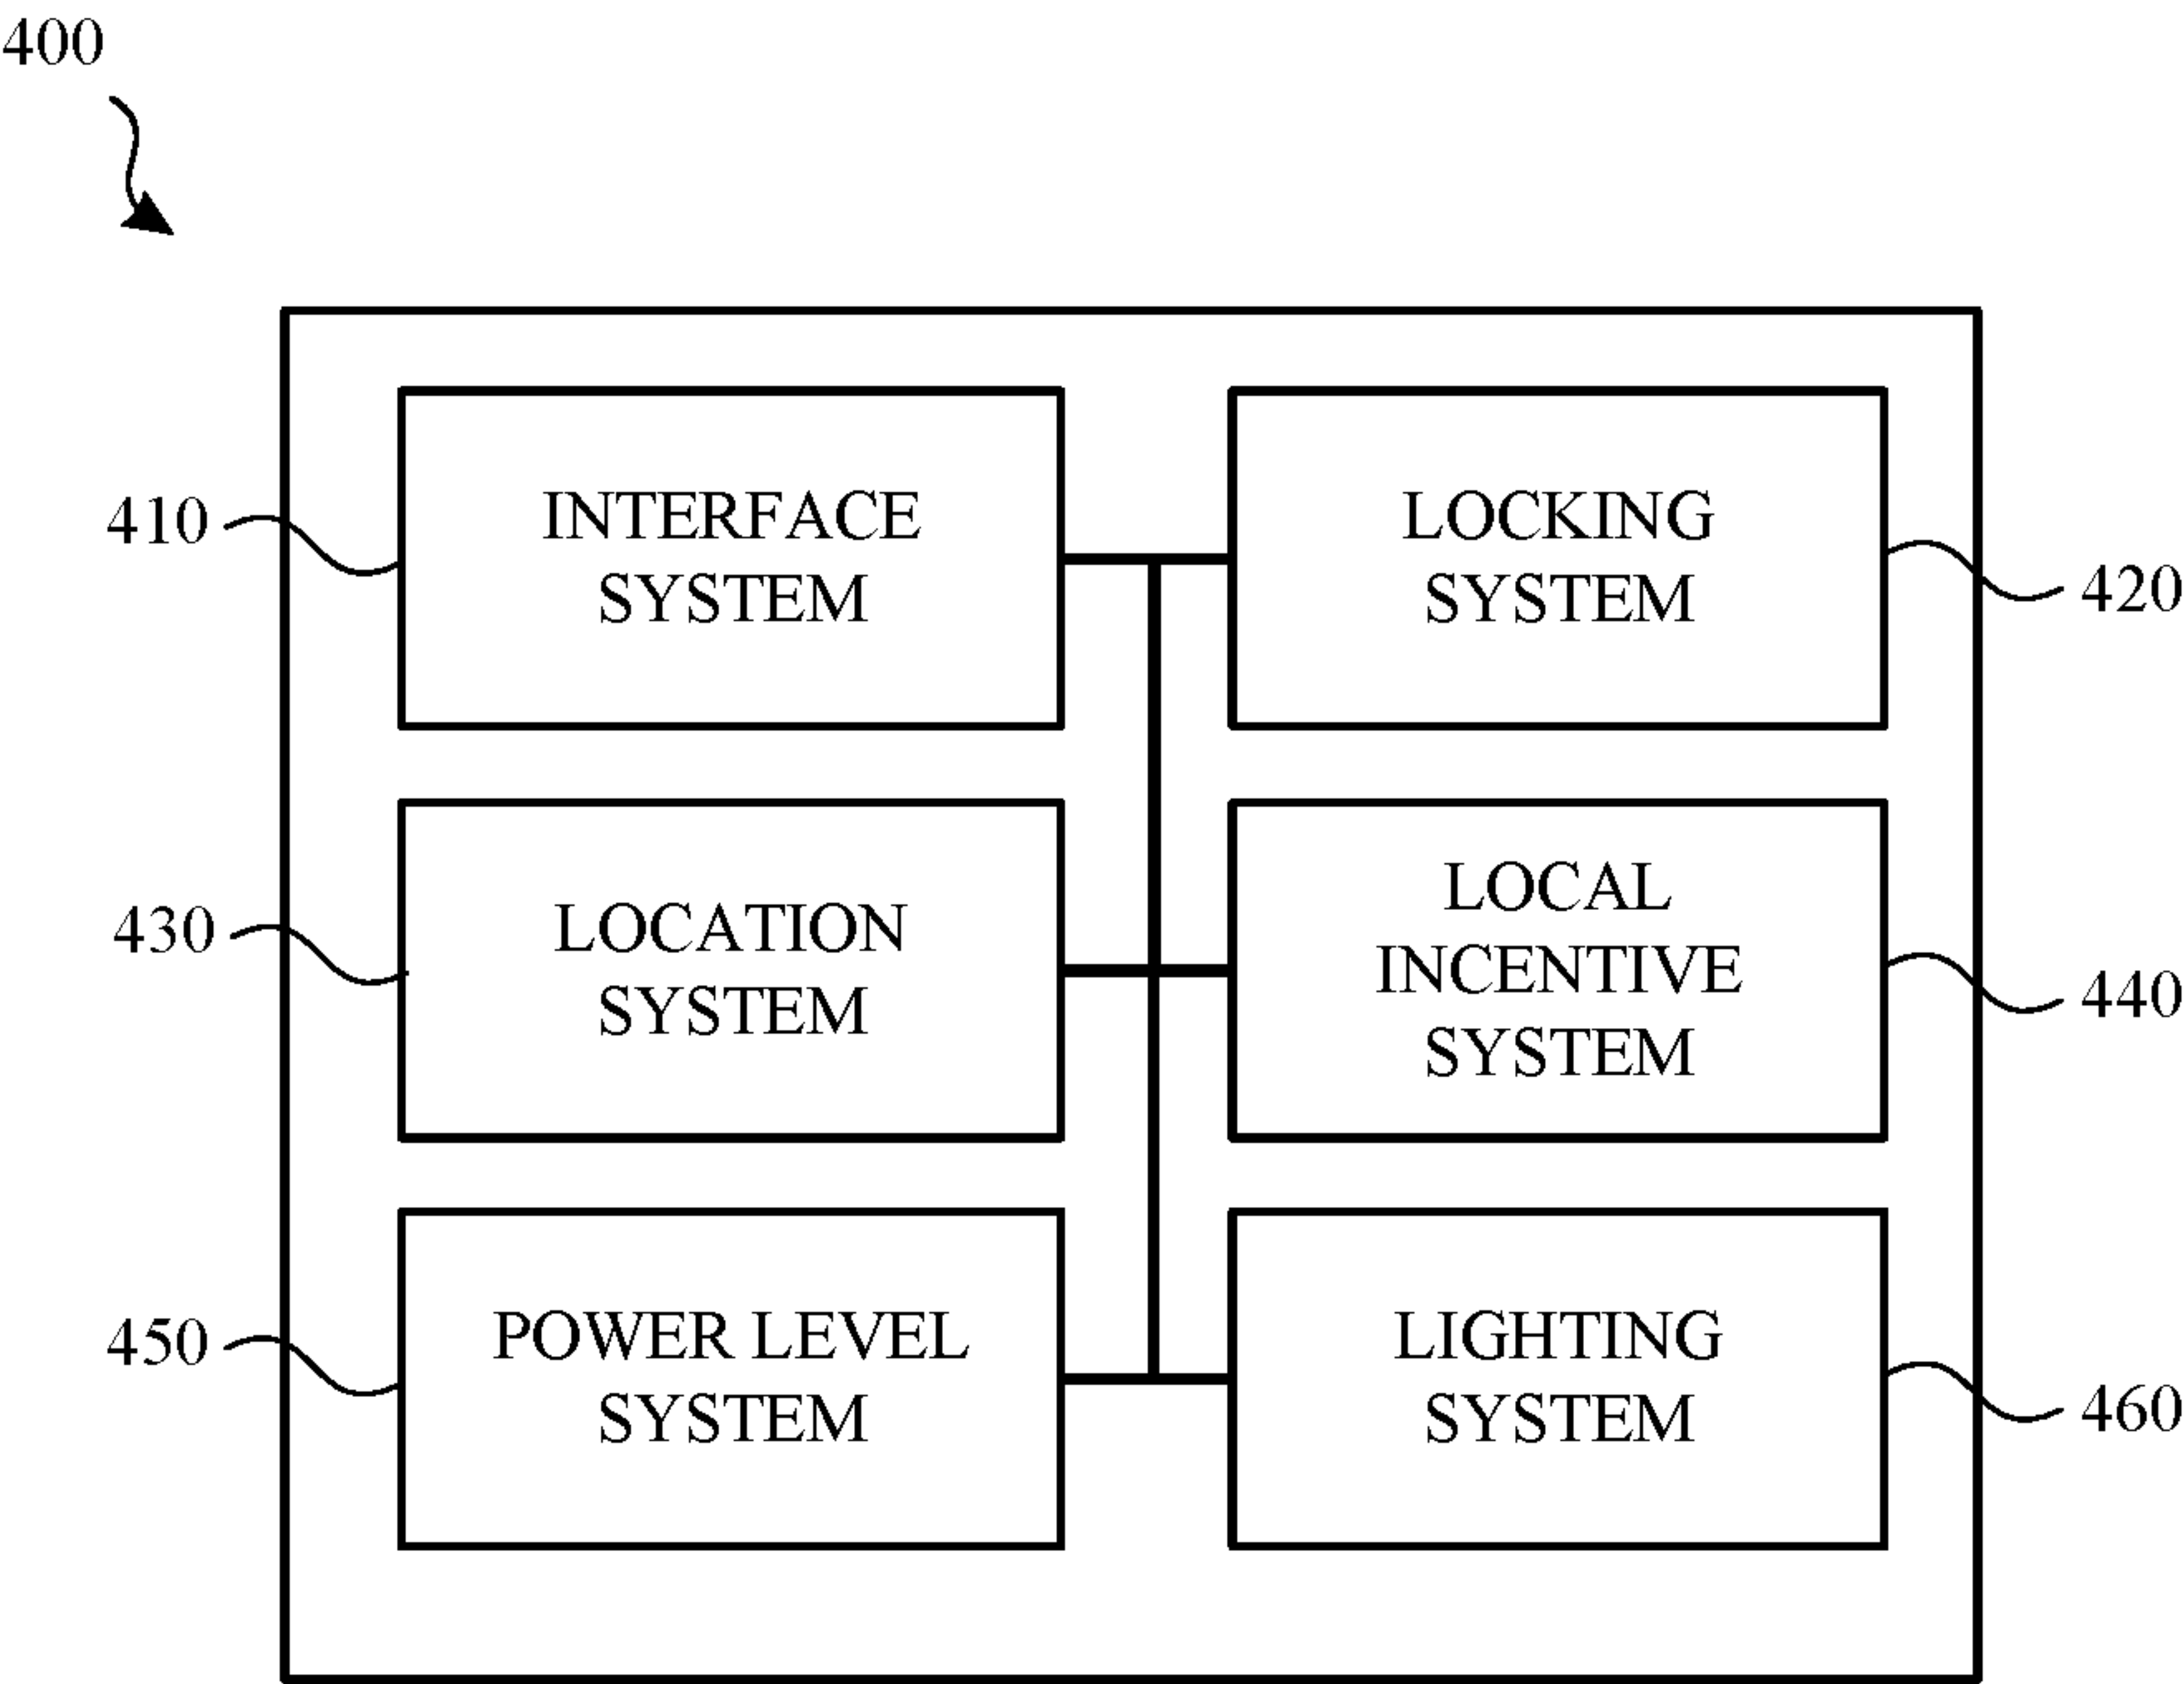 400
410
INTERFACE
SYSTEM
LOCKING
SYSTEM
420
430
LOCATION
SYSTEM
LOCAL
INCENTIVE
SYSTEM
440
450
POWER LEVEL
SYSTEM
LIGHTING
SYSTEM
460